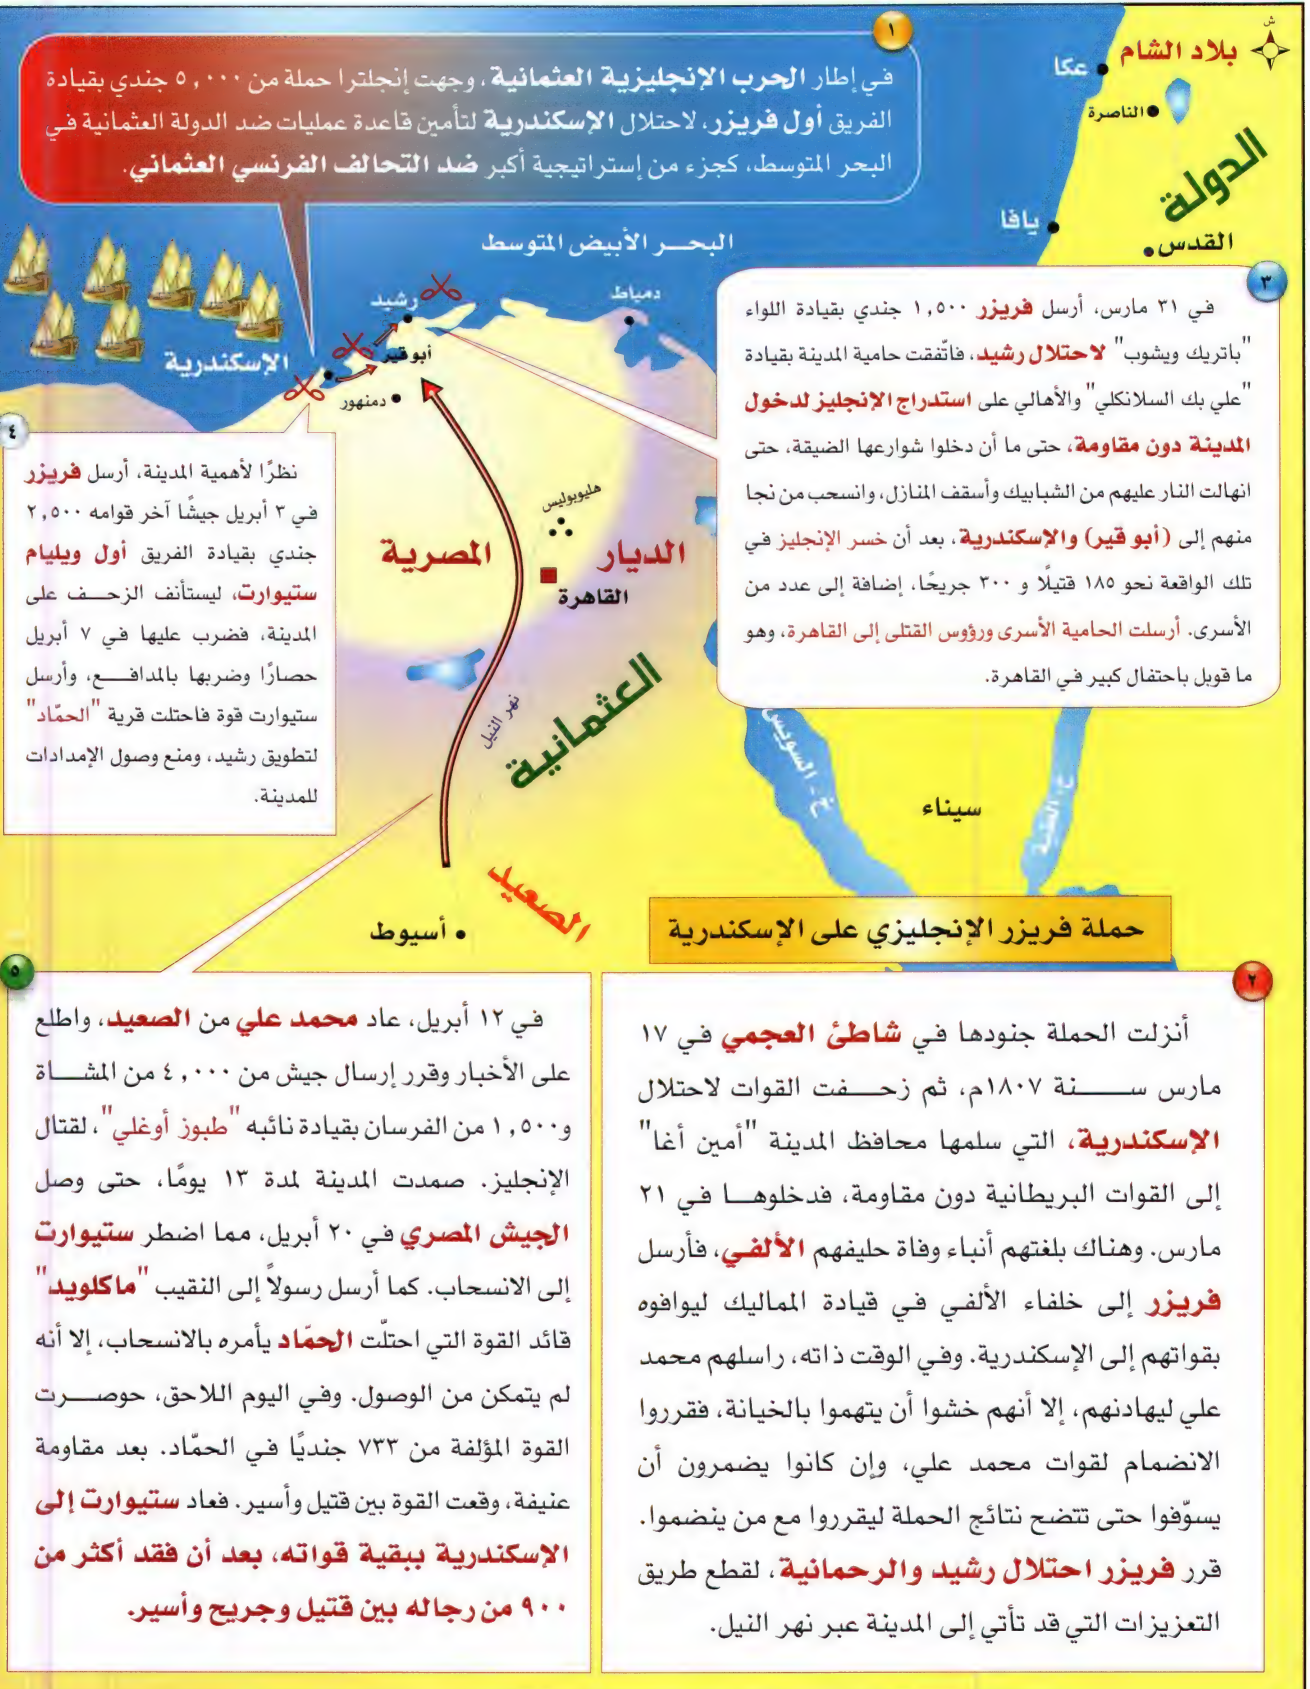 ش
بلاد الشام
عكا
الناصرة
الدولة
يافا
القدس
١
في إطار الحرب الإنجليزية العثمانية، وجهت إنجلترا حملة من ٥,٠٠٠ جندي بقيادة
الفريق أول فريزر، لاحتلال الإسكندرية لتأمين قاعدة عمليات ضد الدولة العثمانية في
البحر المتوسط، كجزء من إستراتيجية أكبر ضد التحالف الفرنسي العثماني.
البحـر الأبيض المتوسط
رشيد
دمياط
أبو قير
الإسكندرية
دمنهور
هليوبوليس
الديار
المصرية
القاهرة
العثمانية
نهر النيل
خ - السويس
خ- العقبة
سيناء
الصعيد
أسيوط
حملة فريزر الإنجليزي على الإسكندرية
٢
أنزلت الحملة جنودها في شاطئ العجمي في ١٧
مارس سـنة ١٨٠٧م، ثم زحـفت القوات لاحتلال
الإسكندرية، التي سلمها محافظ المدينة "أمين أغا"
إلى القوات البريطانية دون مقاومة، فدخلوهـا في ٢١
مارس. وهناك بلغتهم أنباء وفاة حليفهم الألفي، فأرسل
فريزر إلى خلفاء الألفي في قيادة المماليك ليوافوه
بقواتهم إلى الإسكندرية. وفي الوقت ذاته، راسلهم محمد
علي ليهادنهم، إلا أنهم خشوا أن يتهموا بالخيانة، فقرروا
الانضمام لقوات محمد علي، وإن كانوا يضمرون أن
يسوّفوا حتى تتضح نتائج الحملة ليقرروا مع من ينضموا.
قرر فريزر احتلال رشيد والرحمانية، لقطع طريق
التعزيزات التي قد تأتي إلى المدينة عبر نهر النيل.
٣
في ٣١ مارس، أرسل فريزر ١,٥٠٠ جندي بقيادة اللواء
"باتريك ويشوب" لاحتلال رشيد، فاتّفقت حامية المدينة بقيادة
"علي بك السلانكلي" والأهالي على استدراج الإنجليز لدخول
المدينة دون مقاومة، حتى ما أن دخلوا شوارعها الضيقة، حتى
انهالت النار عليهم من الشبابيك وأسقف المنازل، وانسحب من نجا
منهم إلى (أبو قير) والإسكندرية، بعد أن خسر الإنجليز في
تلك الواقعة نحو ١٨٥ قتيلًا و ٣٠٠ جريحًا، إضافة إلى عدد من
الأسرى. أرسلت الحامية الأسرى ورؤوس القتلى إلى القاهرة، وهو
ما قوبل باحتفال كبير في القاهرة.
٤
نظرًا لأهمية المدينة، أرسل فريزر
في ٣ أبريل جيشًا آخر قوامه ٢,٥٠٠
جندي بقيادة الفريق أول ويليام
ستيوارت، ليستأنف الزحـف على
المدينة، فضرب عليها في ٧ أبريل
حصارًا وضربها بالمدافـع، وأرسل
ستيوارت قوة فاحتلت قرية "الحمّاد"
لتطويق رشيد، ومنع وصول الإمدادات
للمدينة.
٥
في ١٢ أبريل، عاد محمد علي من الصعيد، واطلع
على الأخبار وقرر إرسال جيش من ٤,٠٠٠ من المشـاة
و١,٥٠٠ من الفرسان بقيادة نائبه "طبوز أوغلي"، لقتال
الإنجليز. صمدت المدينة لمدة ١٣ يومًا، حتى وصل
الجيش المصري في ٢٠ أبريل، مما اضطر ستيوارت
إلى الانسحاب. كما أرسل رسولاً إلى النقيب "ماكلويد"
قائد القوة التي احتلّت الحمّاد يأمره بالانسحاب، إلا أنه
لم يتمكن من الوصول. وفي اليوم اللاحق، حوصـرت
القوة المؤلفة من ٧٣٣ جنديًا في الحمّاد. بعد مقاومة
عنيفة، وقعت القوة بين قتيل وأسير. فعاد ستيوارت إلى
الإسكندرية ببقية قواته، بعد أن فقد أكثر من
٩٠٠ من رجاله بين قتيل وجريح وأسير.